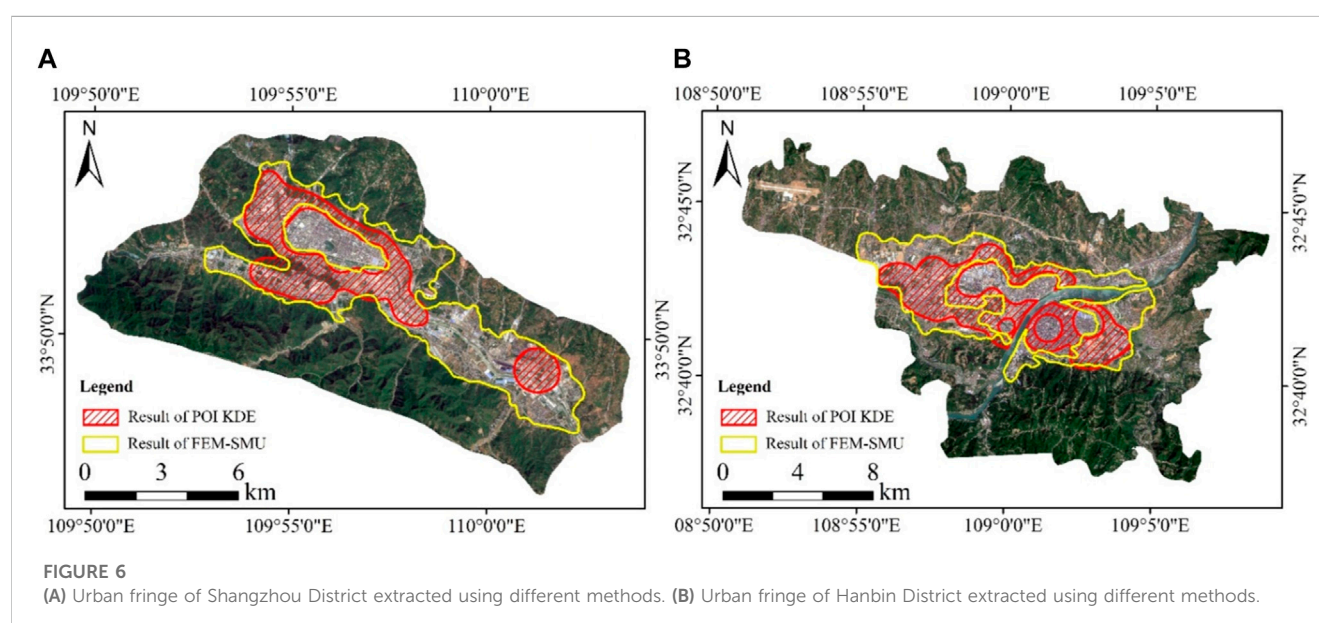 A
B
109°50'0"E 109°55'0"E 110°0'0"E
108°50'0"E 108°55'0"E 109°0'0"E 109°5'0"E
N
N
32°45'0"N
32°45'0"N
33°50'0"N
33°50'0"N
32°40'0"N
32°40'0"N
Legend
Result of POI KDE
Result of FEM-SMU
0 3 6
km
Legend
Result of POI KDE
Result of FEM-SMU
0 4 8
km
109°50'0"E 109°55'0"E 110°0'0"E
08°50'0"E 108°55'0"E 109°0'0"E 109°5'0"E
FIGURE 6
(A) Urban fringe of Shangzhou District extracted using different methods. (B) Urban fringe of Hanbin District extracted using different methods.